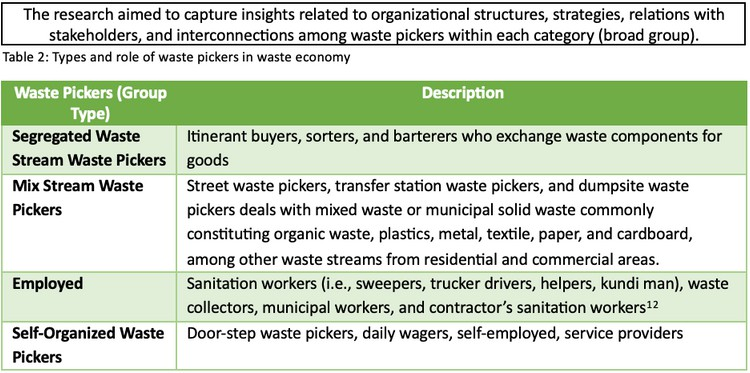 The research aimed to capture insights related to organizational structures, strategies, relations with
stakeholders, and interconnections among waste pickers within each category (broad group).
Table 2: Types and role of waste pickers in waste economy
Waste Pickers (Group
Type)
Description
Segregated Waste
Stream Waste Pickers
Itinerant buyers, sorters, and barterers who exchange waste components for
goods
Mix Stream Waste
Pickers
Street waste pickers, transfer station waste pickers, and dumpsite waste
pickers deals with mixed waste or municipal solid waste commonly
constituting organic waste, plastics, metal, textile, paper, and cardboard,
among other waste streams from residential and commercial areas.
Employed
Sanitation workers (i.e., sweepers, trucker drivers, helpers, kundi man), waste
collectors, municipal workers, and contractor's sanitation workers¹²
Self-Organized Waste
Pickers
Door-step waste pickers, daily wagers, self-employed, service providers